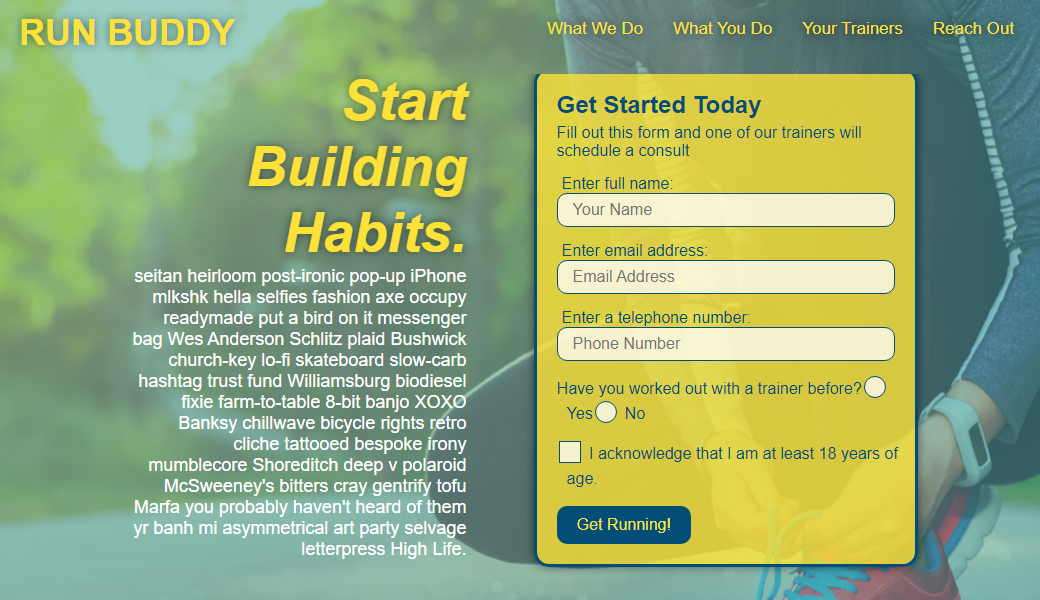 RUN BUDDY
What We Do
What You Do
Your Trainers
Reach Out
Start
Building
Habits.
seitan heirloom post-ironic pop-up iPhone
mlkshk hella selfies fashion axe occupy
readymade put a bird on it messenger
bag Wes Anderson Schlitz plaid Bushwick
church-key lo-fi skateboard slow-carb
hashtag trust fund Williamsburg biodiesel
fixie farm-to-table 8-bit banjo XOXO
Banksy chillwave bicycle rights retro
cliche tattooed bespoke irony
mumblecore Shoreditch deep v polaroid
McSweeney's bitters cray gentrify tofu
Marfa you probably haven't heard of them
yr banh mi asymmetrical art party selvage
letterpress High Life.
Get Started Today
Fill out this form and one of our trainers will
schedule a consult
Enter full name:
Your Name
Enter email address:
Email Address
Enter a telephone number:
Phone Number
Have you worked out with a trainer before?
Yes No
I acknowledge that I am at least 18 years of
age.
Get Running!